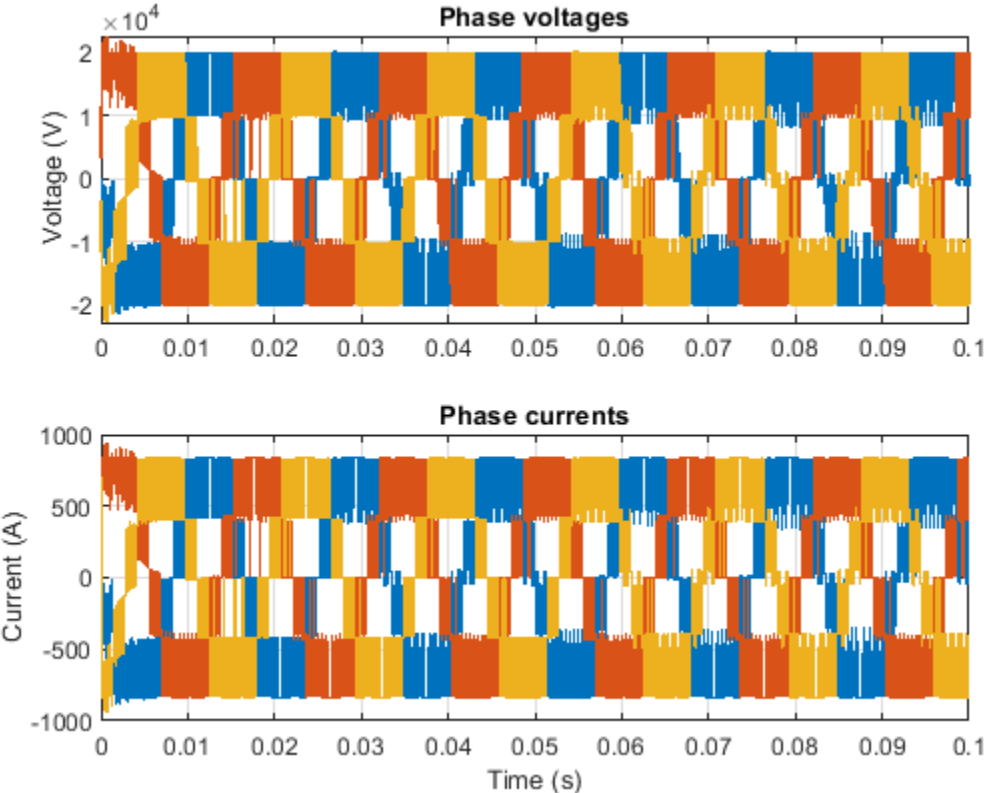 ×10⁴
Phase voltages
Voltage (V)
2
1
0
-1
-2
0 0.01 0.02 0.03 0.04 0.05 0.06 0.07 0.08 0.09 0.1
Phase currents
Current (A)
1000
500
0
-500
-1000
0 0.01 0.02 0.03 0.04 0.05 0.06 0.07 0.08 0.09 0.1
Time (s)